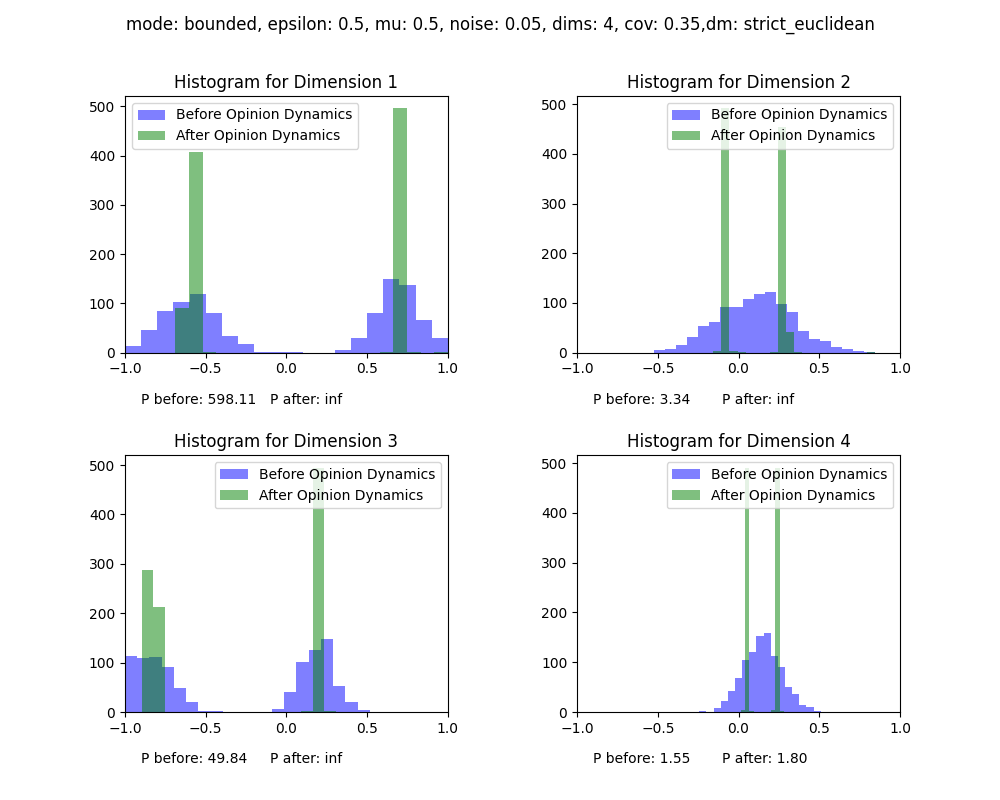 mode: bounded, epsilon: 0.5, mu: 0.5, noise: 0.05, dims: 4, cov: 0.35,dm: strict_euclidean
Histogram for Dimension 1
Before Opinion Dynamics
After Opinion Dynamics
500
400
300
200
100
0
−1.0 −0.5 0.0 0.5 1.0
P before: 598.11 P after: inf
Histogram for Dimension 2
Before Opinion Dynamics
After Opinion Dynamics
500
400
300
200
100
0
−1.0 −0.5 0.0 0.5 1.0
P before: 3.34 P after: inf
Histogram for Dimension 3
Before Opinion Dynamics
After Opinion Dynamics
500
400
300
200
100
0
−1.0 −0.5 0.0 0.5 1.0
P before: 49.84 P after: inf
Histogram for Dimension 4
Before Opinion Dynamics
After Opinion Dynamics
500
400
300
200
100
0
−1.0 −0.5 0.0 0.5 1.0
P before: 1.55 P after: 1.80